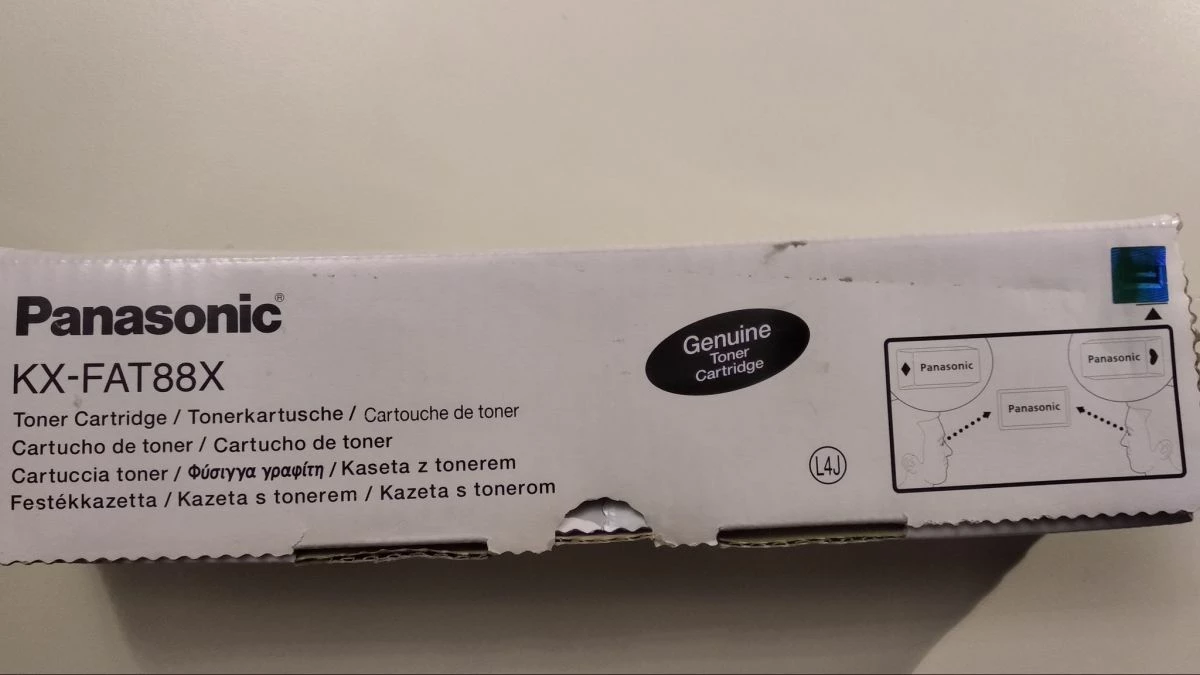 Panasonic®
KX-FAT88X
Toner Cartridge / Tonerkartusche / Cartouche de toner
Cartucho de toner / Cartucho de toner
Cartuccia toner / Φύσιγγα γραφίτη / Kaseta z tonerem
Festékkazetta / Kazeta s tonerem / Kazeta s tonerom
Genuine
Toner
Cartridge
L4J
Panasonic
Panasonic
Panasonic